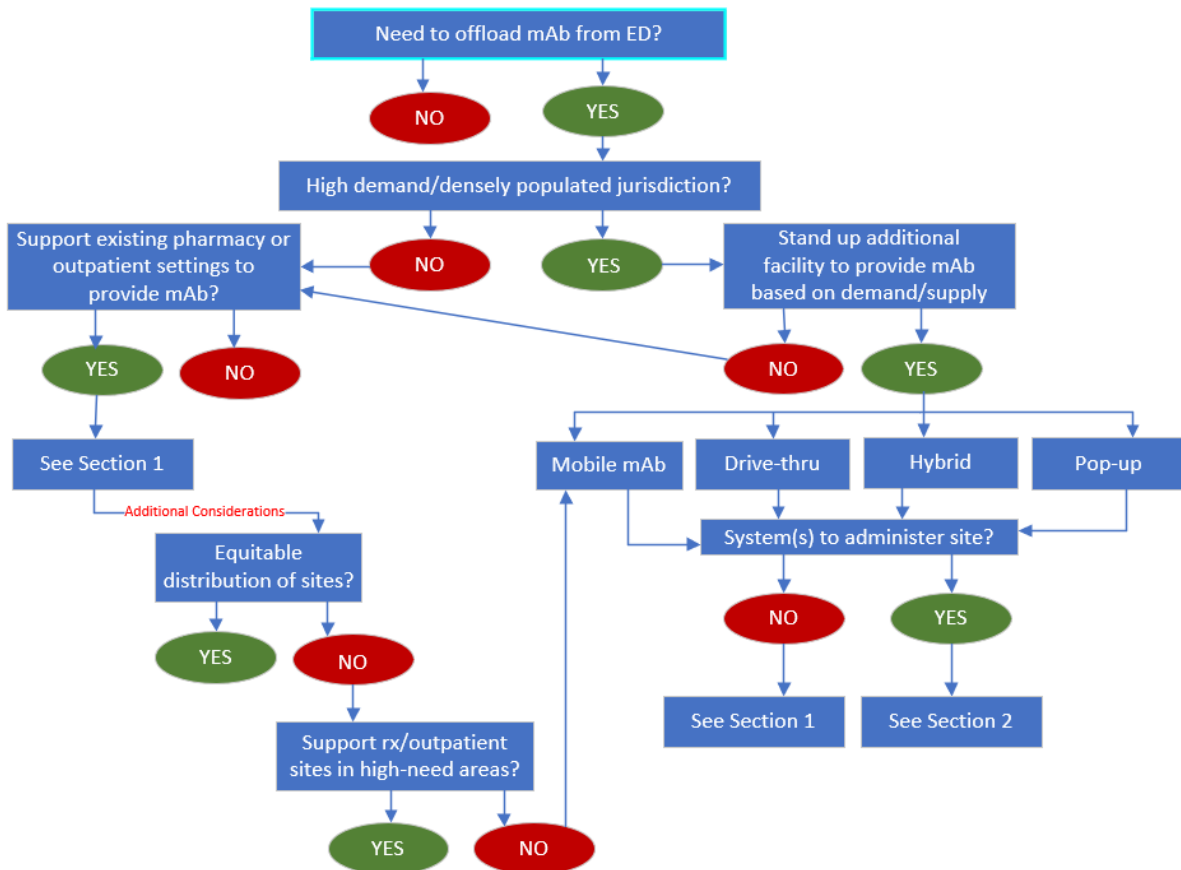 Need to offload mAb from ED?
NO
YES
High demand/densely populated jurisdiction?
Support existing pharmacy or
outpatient settings to
provide mAb?
NO
YES
Stand up additional
facility to provide mAb
based on demand/supply
YES
NO
NO
YES
See Section 1
Mobile mAb
Drive-thru
Hybrid
Pop-up
Additional Considerations
System(s) to administer site?
Equitable
distribution of sites?
YES
NO
NO
YES
See Section 1
See Section 2
Support rx/outpatient
sites in high-need areas?
YES
NO